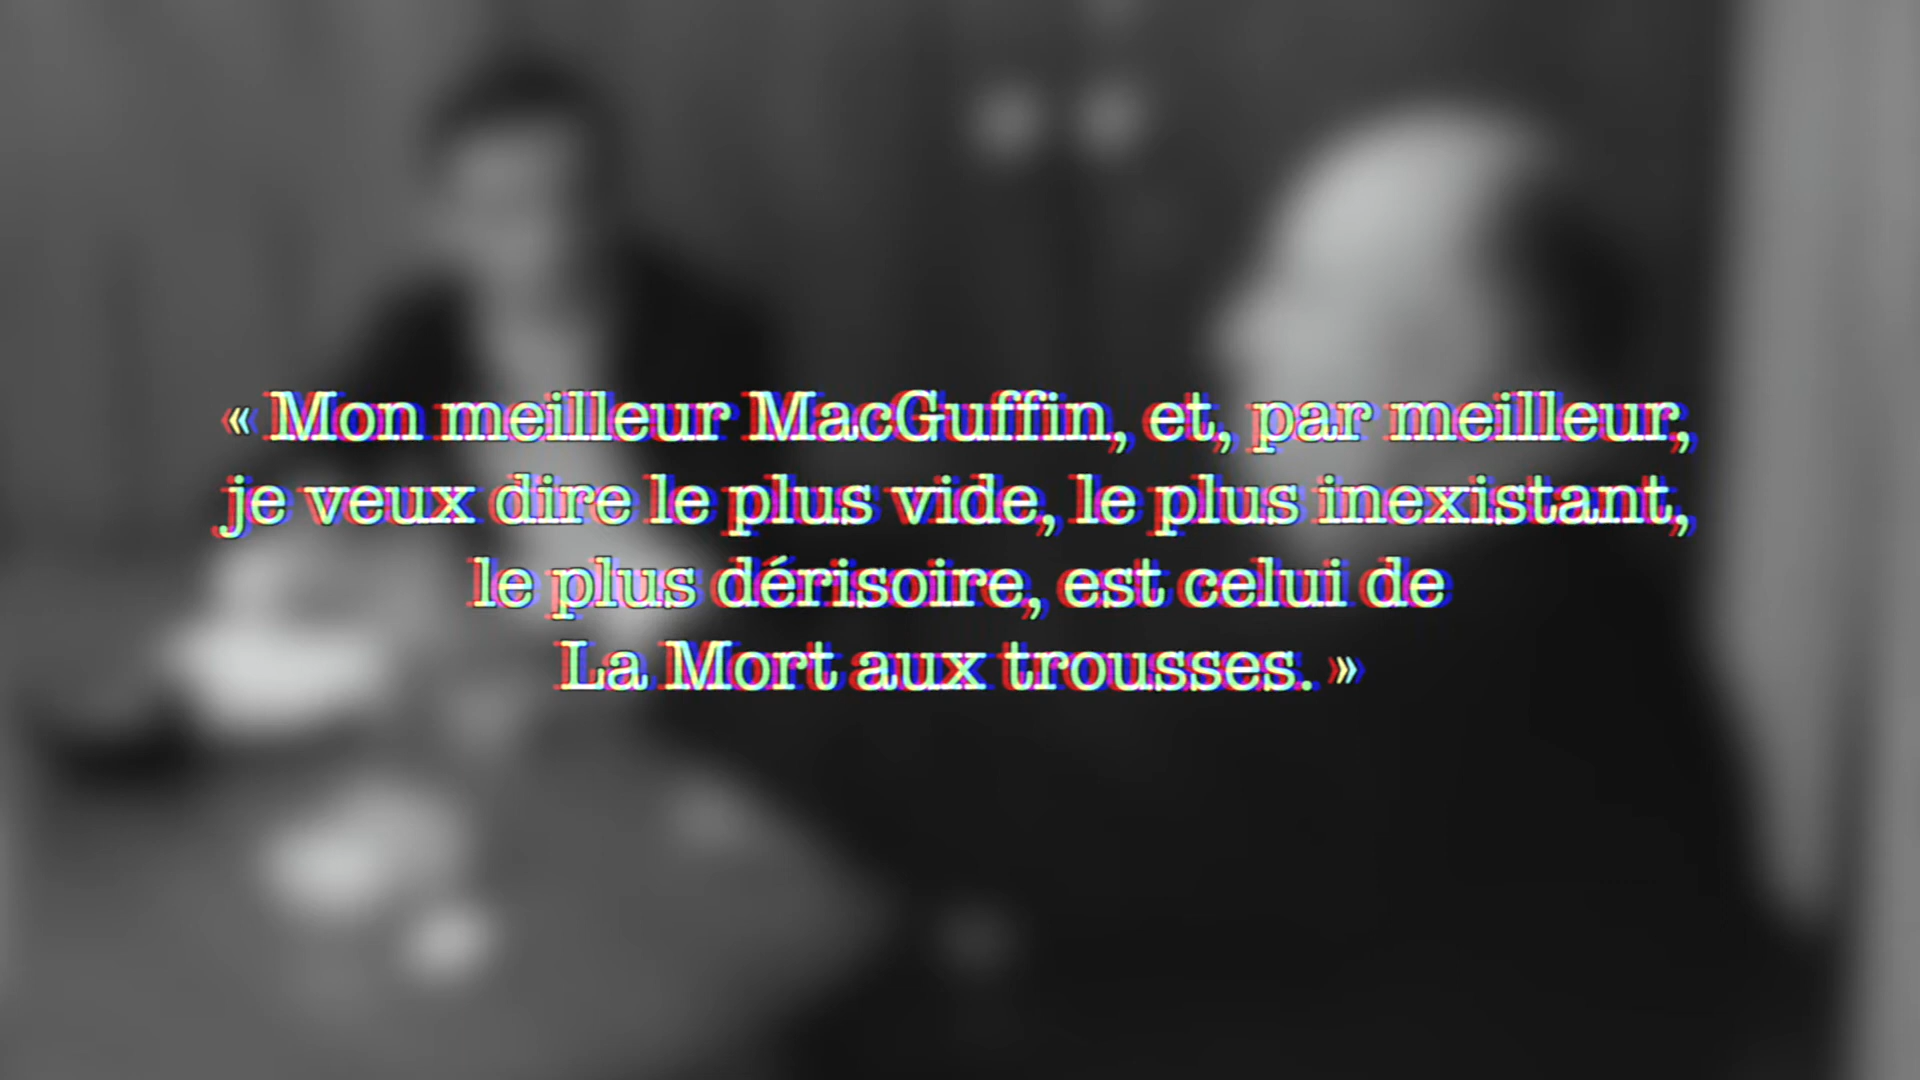 « Mon meilleur MacGuffin, et, par meilleur,
je veux dire le plus vide, le plus inexistant,
le plus dérisoire, est celui de
La Mort aux trousses. »